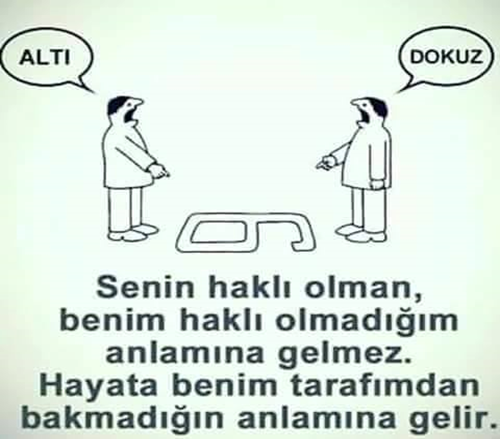 ALTI
DOKUZ
Senin haklı olman,
benim haklı olmadığım
anlamına gelmez.
Hayata benim tarafımdan
bakmadığın anlamına gelir.